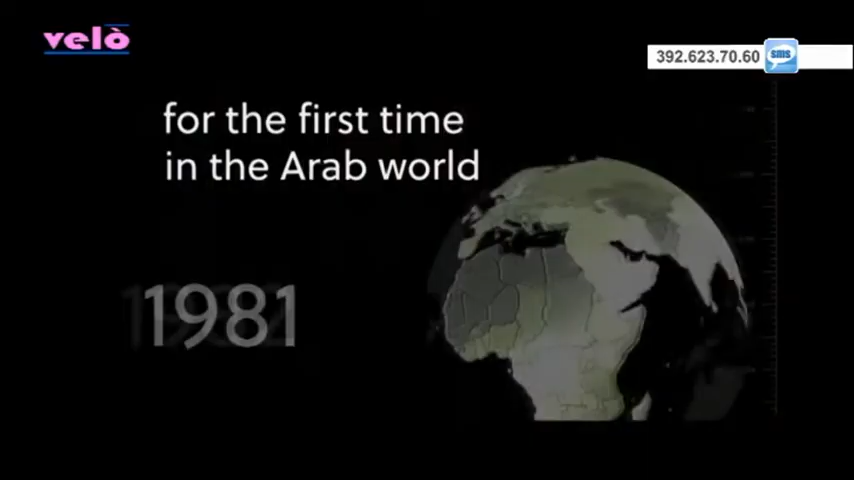 velò
392.623.70.60
sms
for the first time
in the Arab world
1981